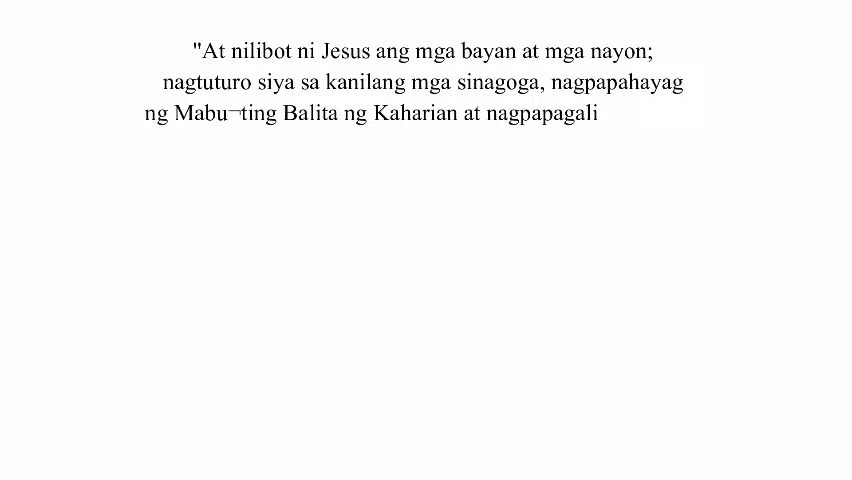 "At nilibot ni Jesus ang mga bayan at mga nayon;
nagtuturo siya sa kanilang mga sinagoga, nagpapahayag
ng Mabu¬ting Balita ng Kaharian at nagpapagali